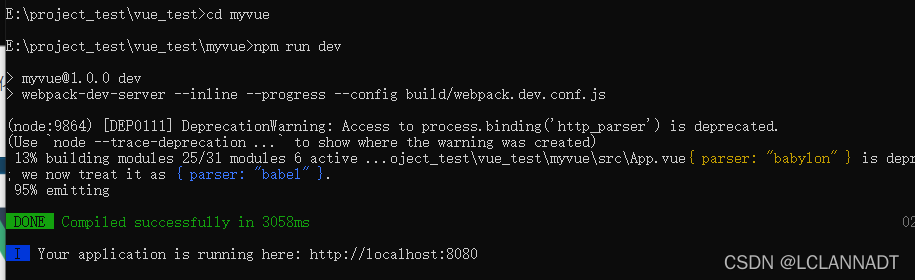 E:\project_test\vue_test>cd myvue
E:\project_test\vue_test\myvue>npm run dev
> myvue@1.0.0 dev
> webpack-dev-server --inline --progress --config build/webpack.dev.conf.js
(node:9864) [DEP0111] DeprecationWarning: Access to process.binding('http_parser') is deprecated.
(Use `node --trace-deprecation ...` to show where the warning was created)
13% building modules 25/31 modules 6 active ...oject_test\vue_test\myvue\src\App.vue{ parser: "babylon" } is depr
; we now treat it as { parser: "babel" }.
95% emitting
DONE Compiled successfully in 3058ms 02
I Your application is running here: http://localhost:8080
CSDN @LCLANNADT